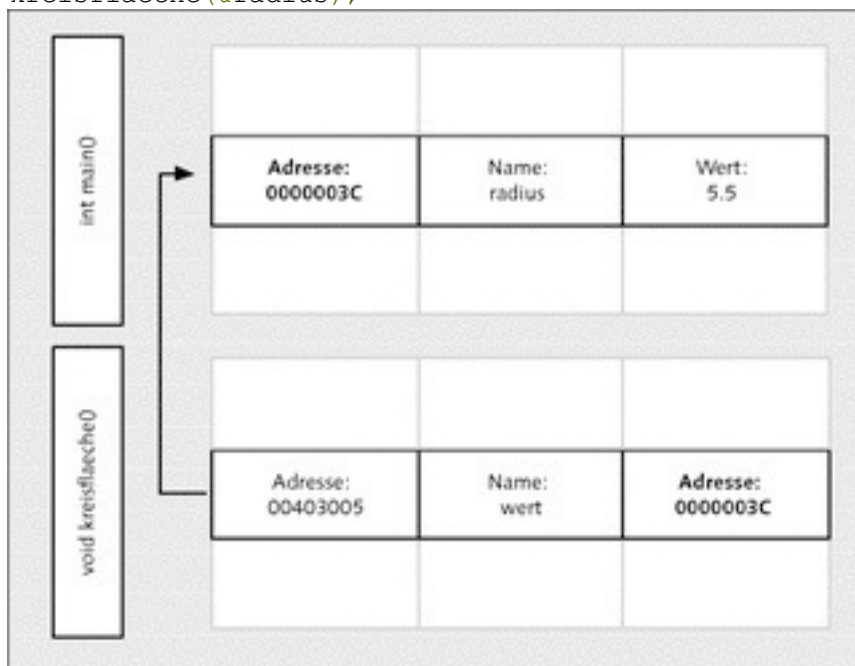 kreisflaeche(&radius);
int main()
Adresse:
0000003C
Name:
radius
Wert:
5.5
void kreisflaeche()
Adresse:
00403005
Name:
wert
Adresse:
0000003C